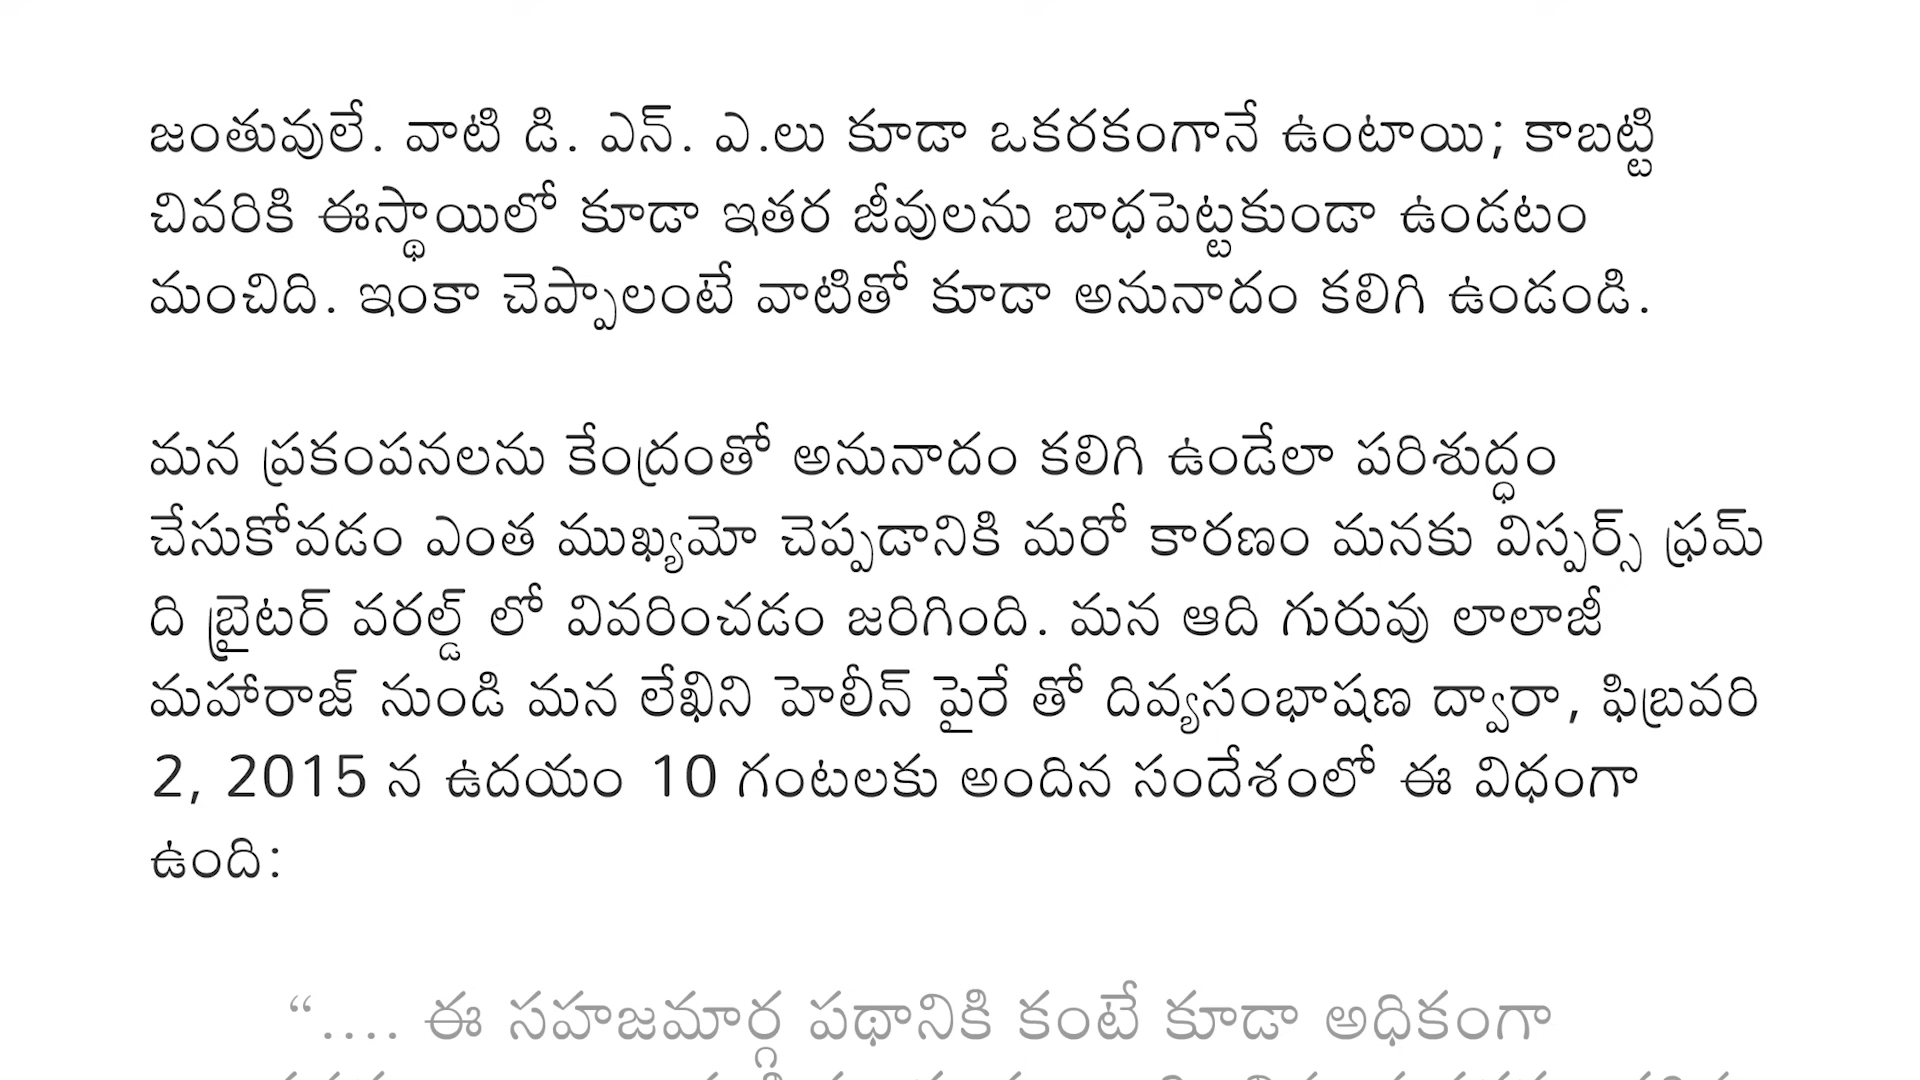 జంతువులే. వాటి డి. ఎన్. ఎ.లు కూడా ఒకరకంగానే ఉంటాయి; కాబట్టి
చివరికి ఈస్థాయిలో కూడా ఇతర జీవులను బాధపెట్టకుండా ఉండటం
మంచిది. ఇంకా చెప్పాలంటే వాటితో కూడా అనునాదం కలిగి ఉండండి.
మన ప్రకంపనలను కేంద్రంతో అనునాదం కలిగి ఉండేలా పరిశుద్ధం
చేసుకోవడం ఎంత ముఖ్యమో చెప్పడానికి మరో కారణం మనకు విస్పర్స్ ఫ్రమ్
ది బ్రైటర్ వరల్డ్ లో వివరించడం జరిగింది. మన ఆది గురువు లాలాజీ
మహారాజ్ నుండి మన లేఖిని హెలీన్ పైరే తో దివ్యసంభాషణ ద్వారా, ఫిబ్రవరి
2, 2015 న ఉదయం 10 గంటలకు అందిన సందేశంలో ఈ విధంగా
ఉంది:
“.... ఈ సహజమార్గ పథానికి కంటే కూడా అధికంగా